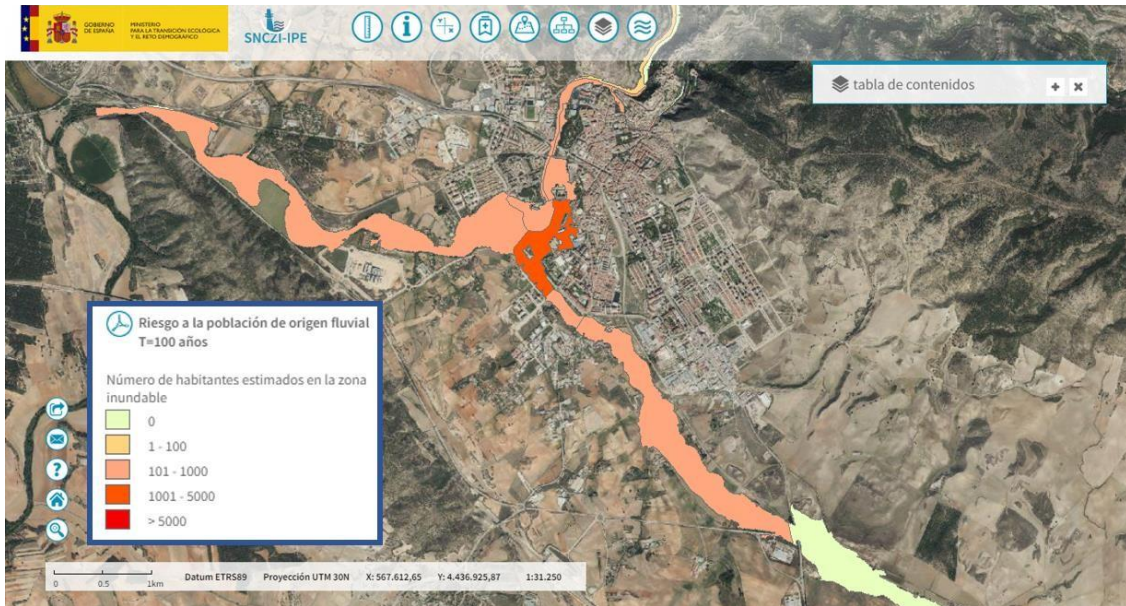 GOBIERNO
DE ESPAÑA
MINISTERIO
PARA LA TRANSICIÓN ECOLÓGICA
Y EL RETO DEMOGRÁFICO
SNCZI-IPE
tabla de contenidos
Riesgo a la población de origen fluvial
T=100 años
Número de habitantes estimados en la zona
inundable
0
1 - 100
101 - 1000
1001 - 5000
> 5000
0 0.5 1km
Datum ETRS89 Proyección UTM 30N X: 567.612,65 Y: 4.436.925,87 1:31.250